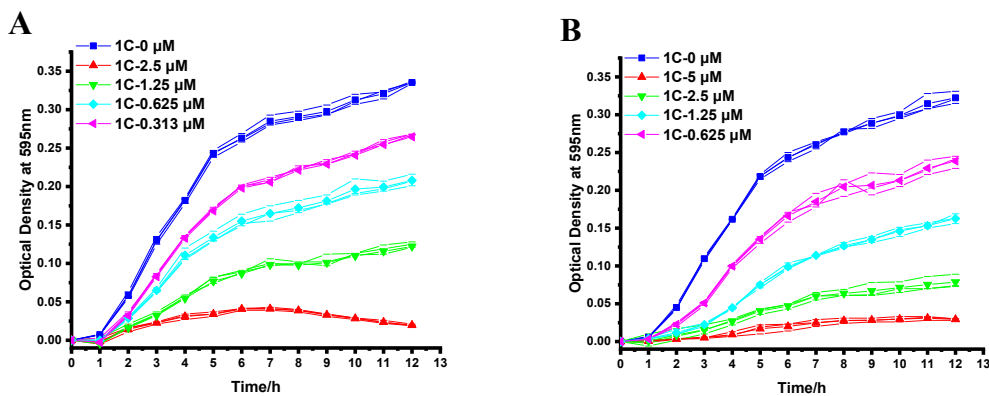 A
1C-0 μM
1C-2.5 μM
1C-1.25 μM
1C-0.625 μM
1C-0.313 μM
Optical Density at 595nm
0.35
0.30
0.25
0.20
0.15
0.10
0.05
0.00
0 1 2 3 4 5 6 7 8 9 10 11 12 13
Time/h
B
1C-0 μM
1C-5 μM
1C-2.5 μM
1C-1.25 μM
1C-0.625 μM
Optical Density at 595nm
0.35
0.30
0.25
0.20
0.15
0.10
0.05
0.00
0 1 2 3 4 5 6 7 8 9 10 11 12 13
Time/h